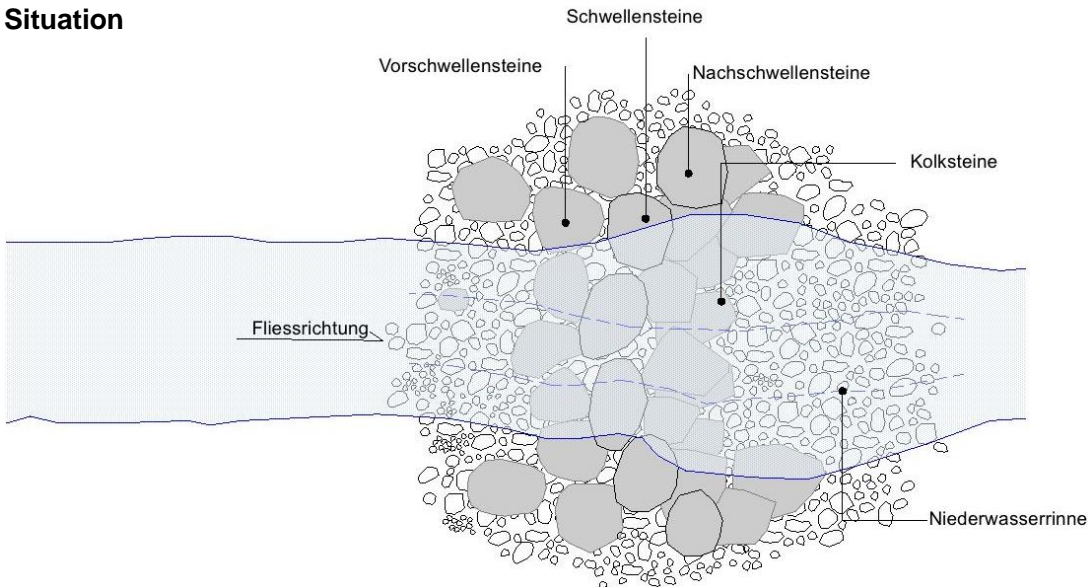 Situation
Schwellensteine
Vorschwellensteine
Nachschwellensteine
Kolksteine
Fliessrichtung
Niederwasserrinne